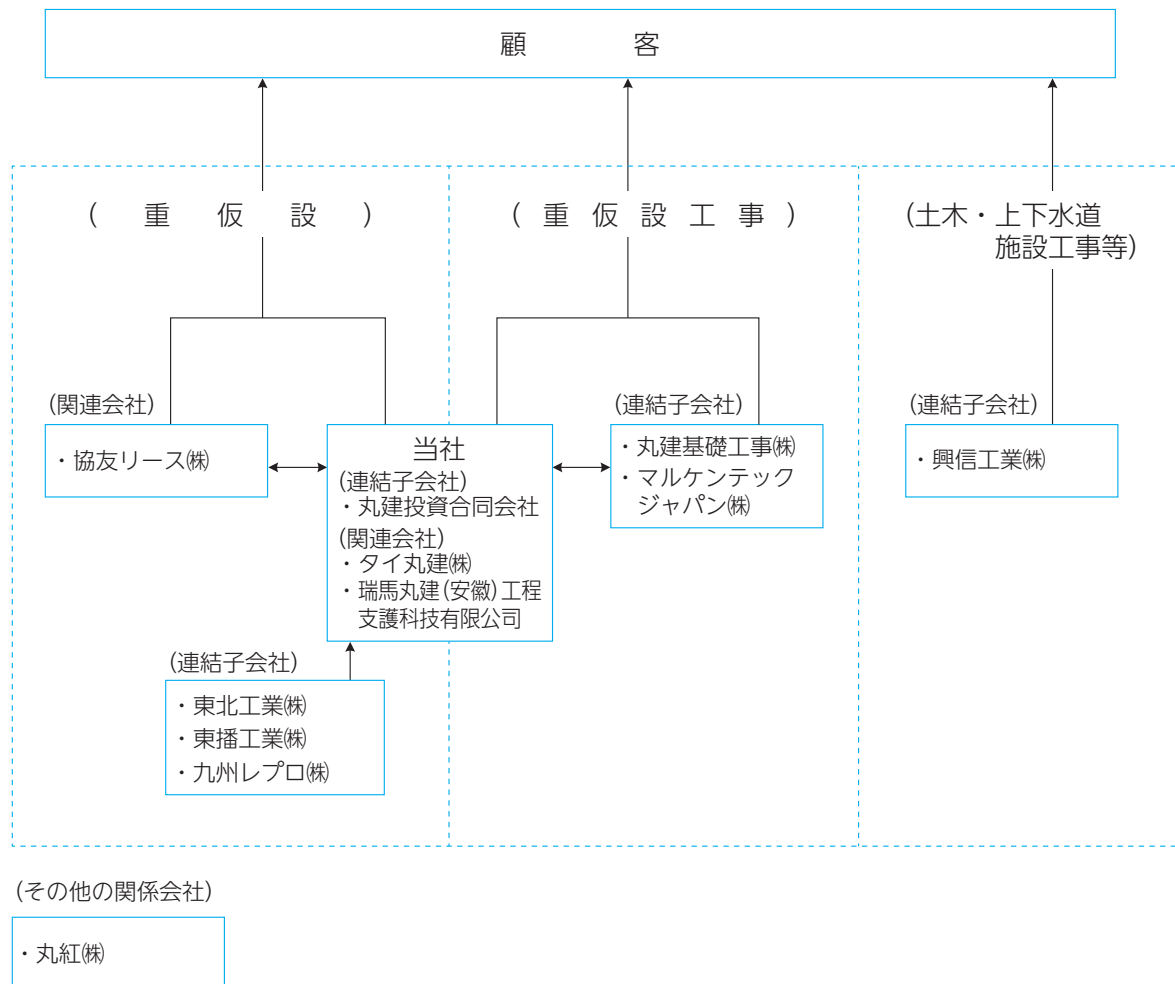 顧客
(重仮設)
(重仮設工事)
(土木・上下水道
施設工事等)
(関連会社)
・協友リース㈱
当社
(連結子会社)
・丸建投資合同会社
(関連会社)
・タイ丸建㈱
・瑞馬丸建(安徽)工程
支護科技有限公司
(連結子会社)
・丸建基礎工事㈱
・マルケンテック
ジャパン㈱
(連結子会社)
・興信工業㈱
(連結子会社)
・東北工業㈱
・東播工業㈱
・九州レプロ㈱
(その他の関係会社)
・丸紅㈱